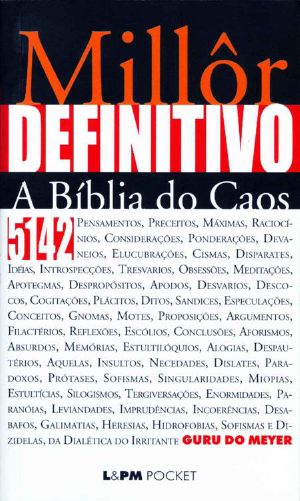 Millôr
DEFINITIVO
A Bíblia do Caos
5142 PENSAMENTOS, PRECEITOS, MÁXIMAS, RACIOCÍ-
NIOS, CONSIDERAÇÕES, PONDERAÇÕES, DEVA-
NEIOS, ELUCUBRAÇÕES, CISMAS, DISPARATES,
IDÉIAS, INTROSPECÇÕES, TRESVARIOS, OBSESSÕES, MEDITAÇÕES,
APOTEGMAS, DESPROPÓSITOS, APODOS, DESVARIOS, DESCO-
COS, COGITAÇÕES, PLÁCITOS, DITOS, SANDICES, ESPECULAÇÕES,
CONCEITOS, GNOMAS, MOTES, PROPOSIÇÕES, ARGUMENTOS,
FILACTÉRIOS, REFLEXÕES, ESCÓLIOS, CONCLUSÕES, AFORISMOS,
ABSURDOS, MEMÓRIAS, ESTULTILÓQUIOS, ALOGIAS, DESPAU-
TÉRIOS, AQUELAS, INSULTOS, NECEDADES, DISLATES, PARA-
DOXOS, PRÓTASES, SOFISMAS, SINGULARIDADES, MIOPIAS,
ESTULTÍCIAS, SILOGISMOS, TERGIVERSAÇÕES, ENORMIDADES, PA-
RANÓIAS, LEVIANDADES, IMPRUDÊNCIAS, INCOERÊNCIAS, DESA-
BAFOS, GALIMATIAS, HERESIAS, HIDROFOBIAS, SOFISMAS E DI-
ZIDELAS, DA DIALÉTICA DO IRRITANTE GURU DO MEYER
L&PM POCKET